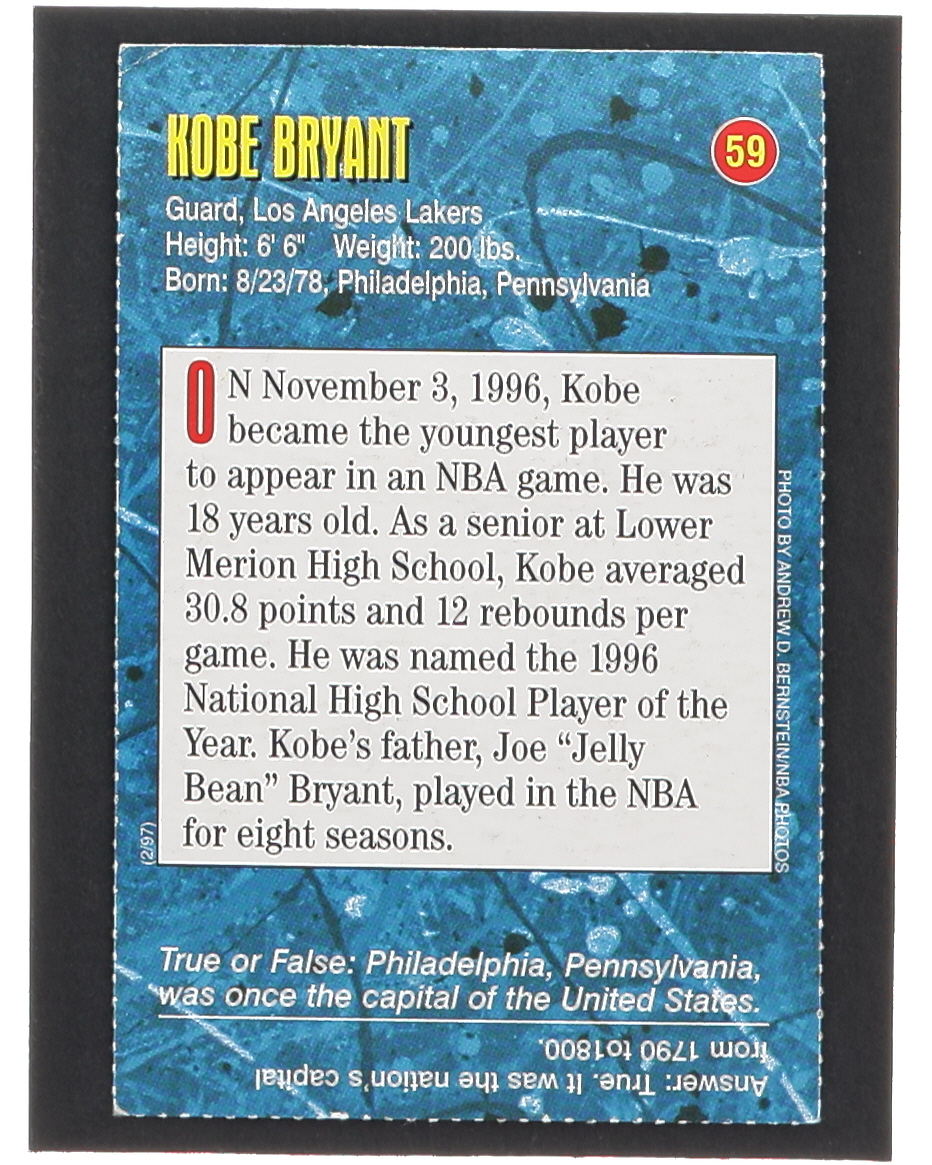 KOBE BRYANT
59
Guard, Los Angeles Lakers
Height: 6' 6" Weight: 200 lbs.
Born: 8/23/78, Philadelphia, Pennsylvania
ON November 3, 1996, Kobe
became the youngest player
to appear in an NBA game. He was
18 years old. As a senior at Lower
Merion High School, Kobe averaged
30.8 points and 12 rebounds per
game. He was named the 1996
National High School Player of the
Year. Kobe's father, Joe “Jelly
Bean” Bryant, played in the NBA
for eight seasons.
PHOTO BY ANDREW D. BERNSTEIN/NBA PHOTOS
(2/97)
True or False: Philadelphia, Pennsylvania,
was once the capital of the United States.
Answer: True. It was the nation's capital
from 1790 to1800.